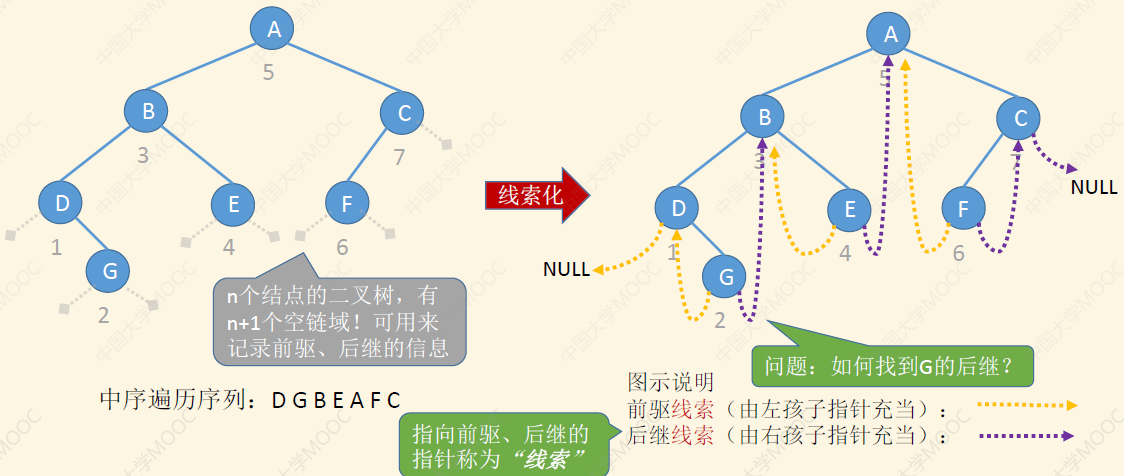 A
5
B
3
C
7
D
1
E
4
F
6
G
2
n个结点的二叉树，有
n+1个空链域！可用来
记录前驱、后继的信息
中序遍历序列：D G B E A F C
线索化
A
5
B
3
C
7
D
1
E
4
F
6
G
2
NULL
NULL
问题：如何找到G的后继？
图示说明
前驱线索（由左孩子指针充当）：
后继线索（由右孩子指针充当）：
指向前驱、后继的
指针称为“线索”
中国大学MOOC